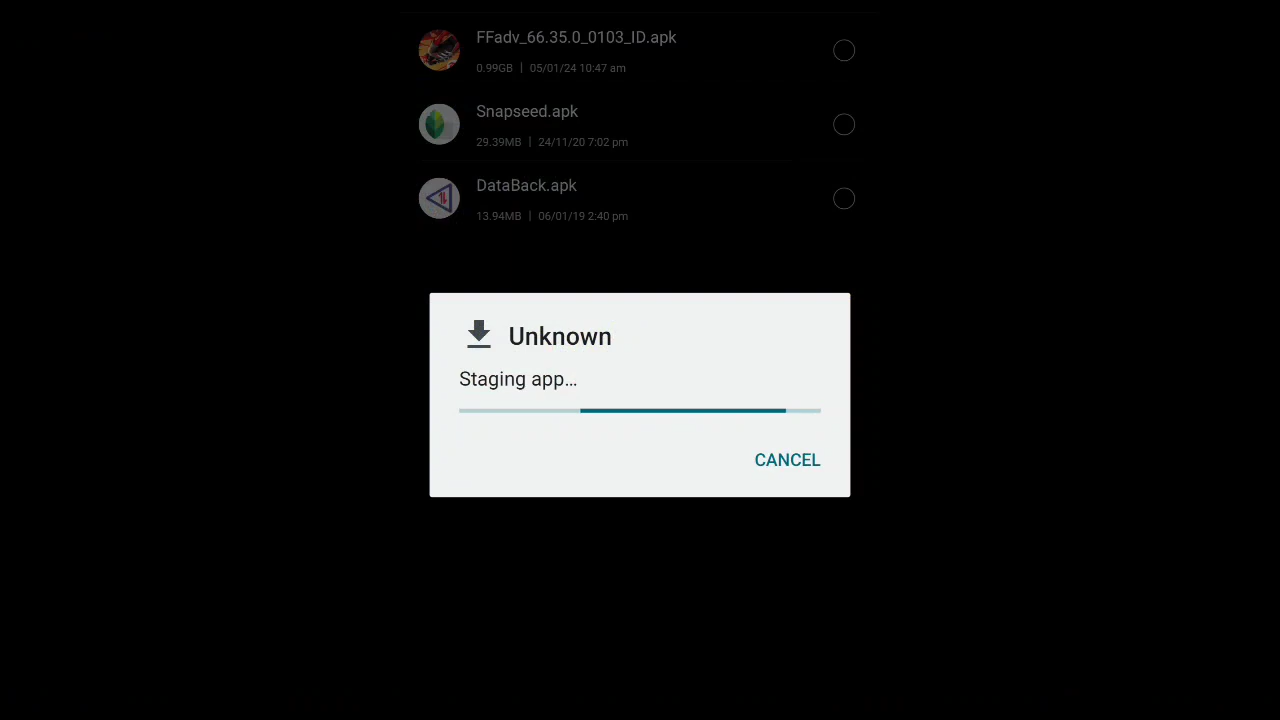 FFadv_66.35.0_0103_ID.apk
0.99GB | 05/01/24 10:47 am
Snapseed.apk
29.39MB | 24/11/20 7:02 pm
DataBack.apk
13.94MB | 06/01/19 2:40 pm
Unknown
Staging app...
CANCEL